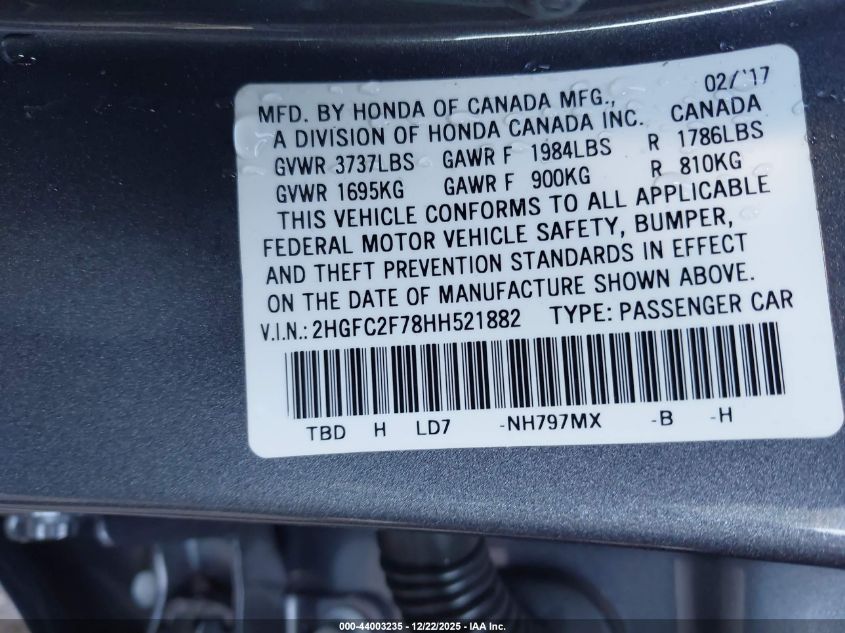 02/'17
MFD. BY HONDA OF CANADA MFG., CANADA
A DIVISION OF HONDA CANADA INC.
GVWR 3737LBS GAWR F 1984LBS R 1786LBS
GVWR 1695KG GAWR F 900KG R 810KG
THIS VEHICLE CONFORMS TO ALL APPLICABLE
FEDERAL MOTOR VEHICLE SAFETY, BUMPER,
AND THEFT PREVENTION STANDARDS IN EFFECT
ON THE DATE OF MANUFACTURE SHOWN ABOVE.
V.I.N.: 2HGFC2F78HH521882 TYPE: PASSENGER CAR
TBD H LD7 -NH797MX -B -H
000-44003235 - 12/22/2025 - IAA Inc.